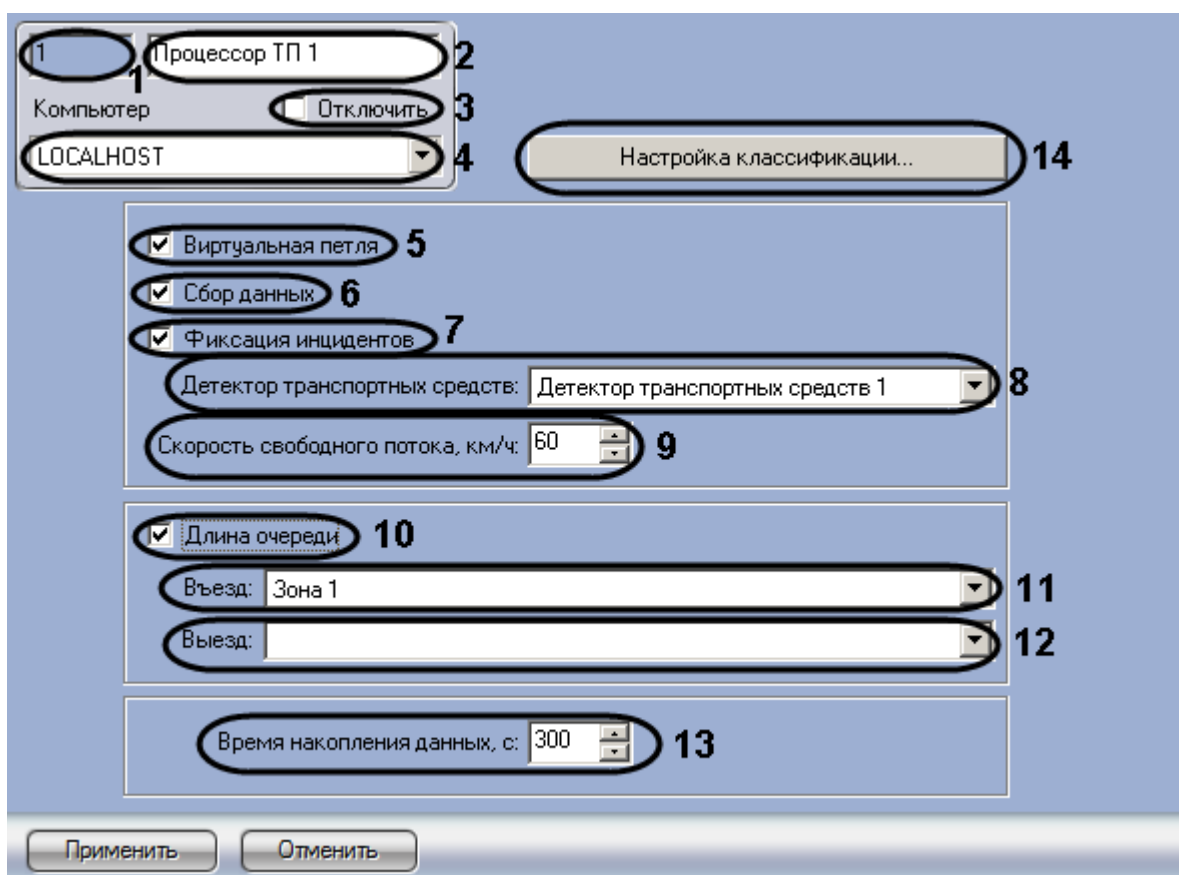 1 1 Процессор ТП 1 2
Компьютер Отключить 3
LOCALHOST 4 Настройка классификации... 14
Виртуальная петля 5
Сбор данных 6
Фиксация инцидентов 7
Детектор транспортных средств: Детектор транспортных средств 1 8
Скорость свободного потока, км/ч: 60 9
Длина очереди 10
Въезд: Зона 1 11
Выезд: 12
Время накопления данных, с: 300 13
Применить Отменить